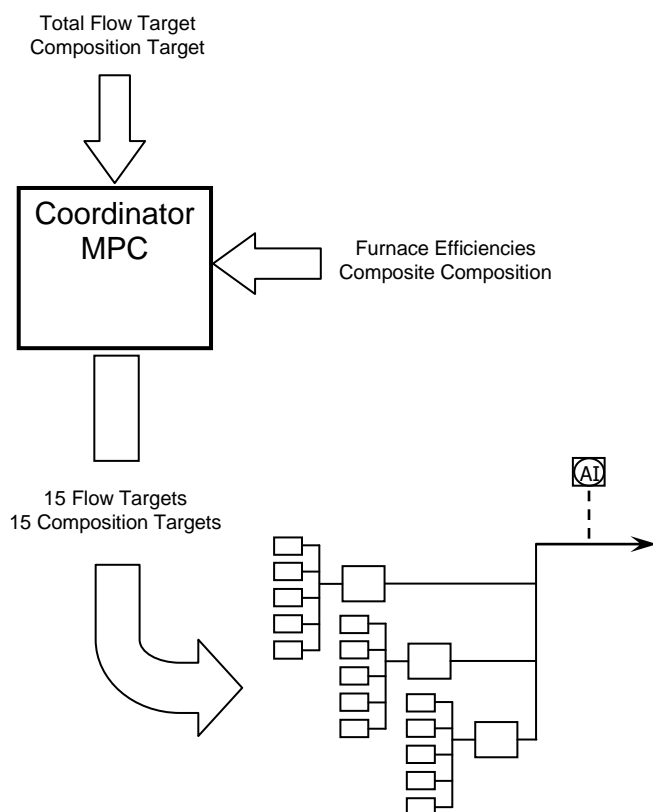 Total Flow Target
Composition Target
Coordinator
MPC
Furnace Efficiencies
Composite Composition
15 Flow Targets
15 Composition Targets
AI